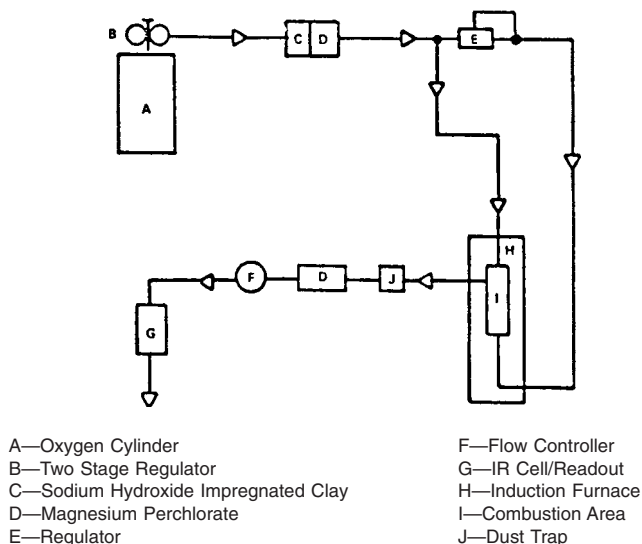 B
C D
E
A
H
F
D
J
I
G
A—Oxygen Cylinder
B—Two Stage Regulator
C—Sodium Hydroxide Impregnated Clay
D—Magnesium Perchlorate
E—Regulator
F—Flow Controller
G—IR Cell/Readout
H—Induction Furnace
I—Combustion Area
J—Dust Trap